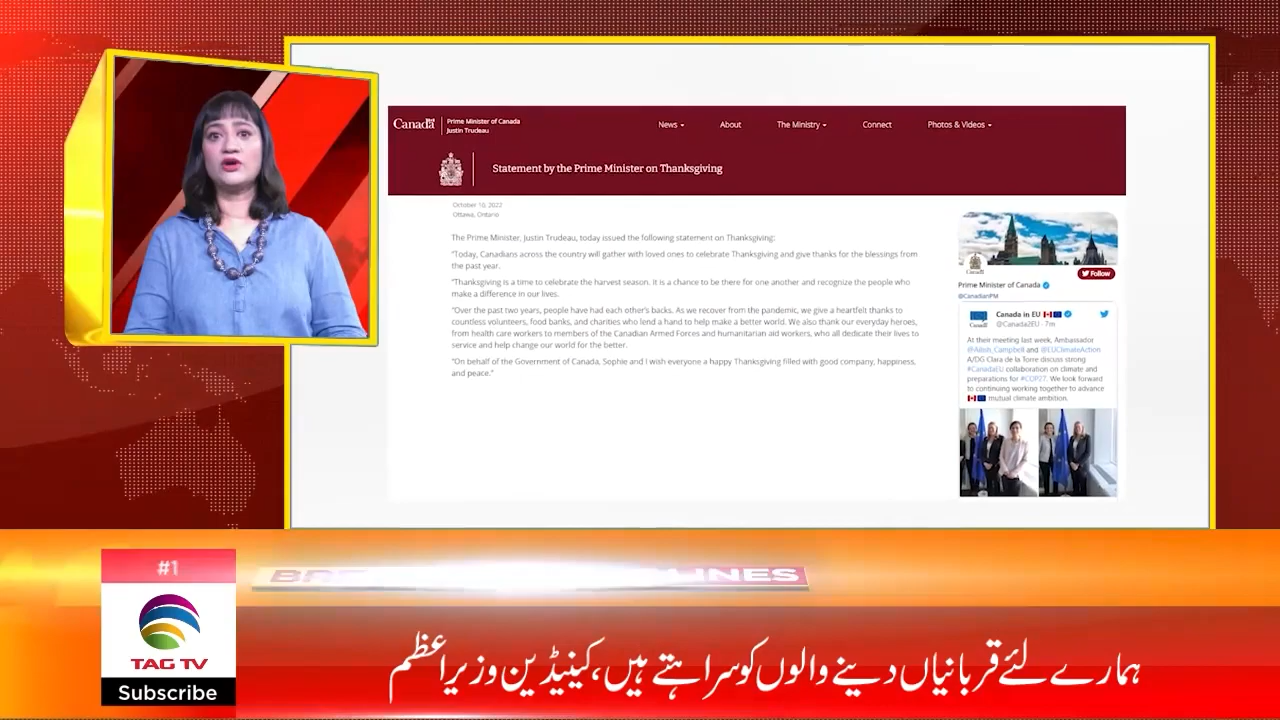 Canada
Prime Minister of Canada
Justin Trudeau
News
About
The Ministry
Connect
Photos & Videos
Statement by the Prime Minister on Thanksgiving
October 10, 2022
Ottawa, Ontario
The Prime Minister, Justin Trudeau, today issued the following statement on Thanksgiving:
“Today, Canadians across the country will gather with loved ones to celebrate Thanksgiving and give thanks for the blessings from
the past year.
“Thanksgiving is a time to celebrate the harvest season. It is a chance to be there for one another and recognize the people who
make a difference in our lives.
“Over the past two years, people have had each other’s backs. As we recover from the pandemic, we give a heartfelt thanks to
countless volunteers, food banks, and charities who lend a hand to help make a better world. We also thank our everyday heroes,
from health care workers to members of the Canadian Armed Forces and humanitarian aid workers, who all dedicate their lives to
service and help change our world for the better.
“On behalf of the Government of Canada, Sophie and I wish everyone a happy Thanksgiving filled with good company, happiness,
and peace.”
Canada
Follow
Prime Minister of Canada
@CanadianPM
Canada
Canada in EU
@Canada2EU · 7m
At their meeting last week, Ambassador
@Ailish_Campbell and @EUClimateAction
A/DG Clara de la Torre discuss strong
#CanadaEU collaboration on climate and
preparations for #COP27. We look forward
to continuing working together to advance
mutual climate ambition.
#1
TAG TV
Subscribe
ہمارے لئے قربانیاں دینے والوں کو سراہتے ہیں، کینیڈین وزیراعظم